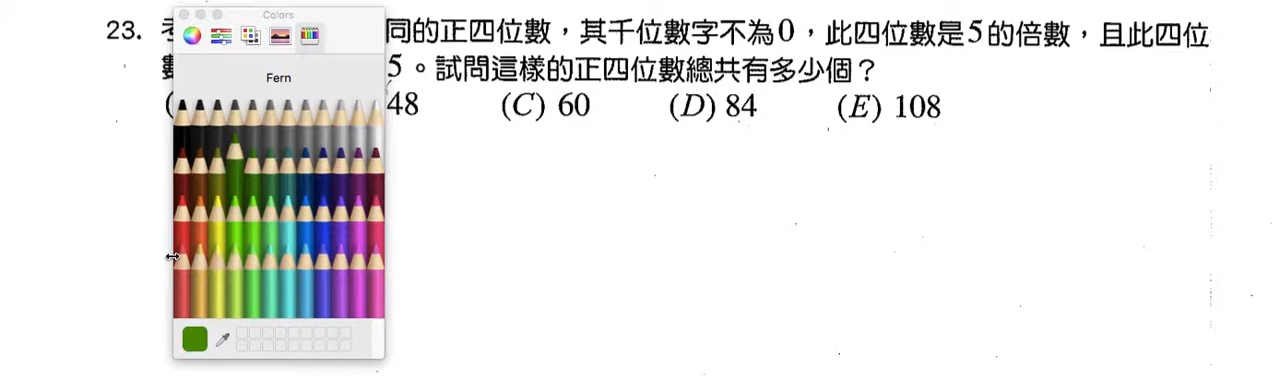 Colors
Fern
23. 同的正四位數，其千位數字不為0，此四位數是5的倍數，且此四位
5。試問這樣的正四位數總共有多少個？
48 (C) 60 (D) 84 (E) 108